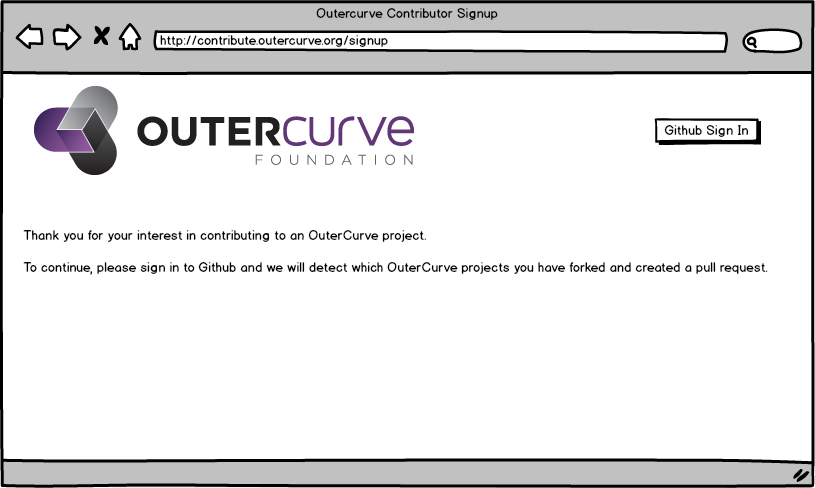 Outercurve Contributor Signup
http://contribute.outercurve.org/signup
OUTERCURVE
FOUNDATION
Github Sign In
Thank you for your interest in contributing to an OuterCurve project.
To continue, please sign in to Github and we will detect which OuterCurve projects you have forked and created a pull request.